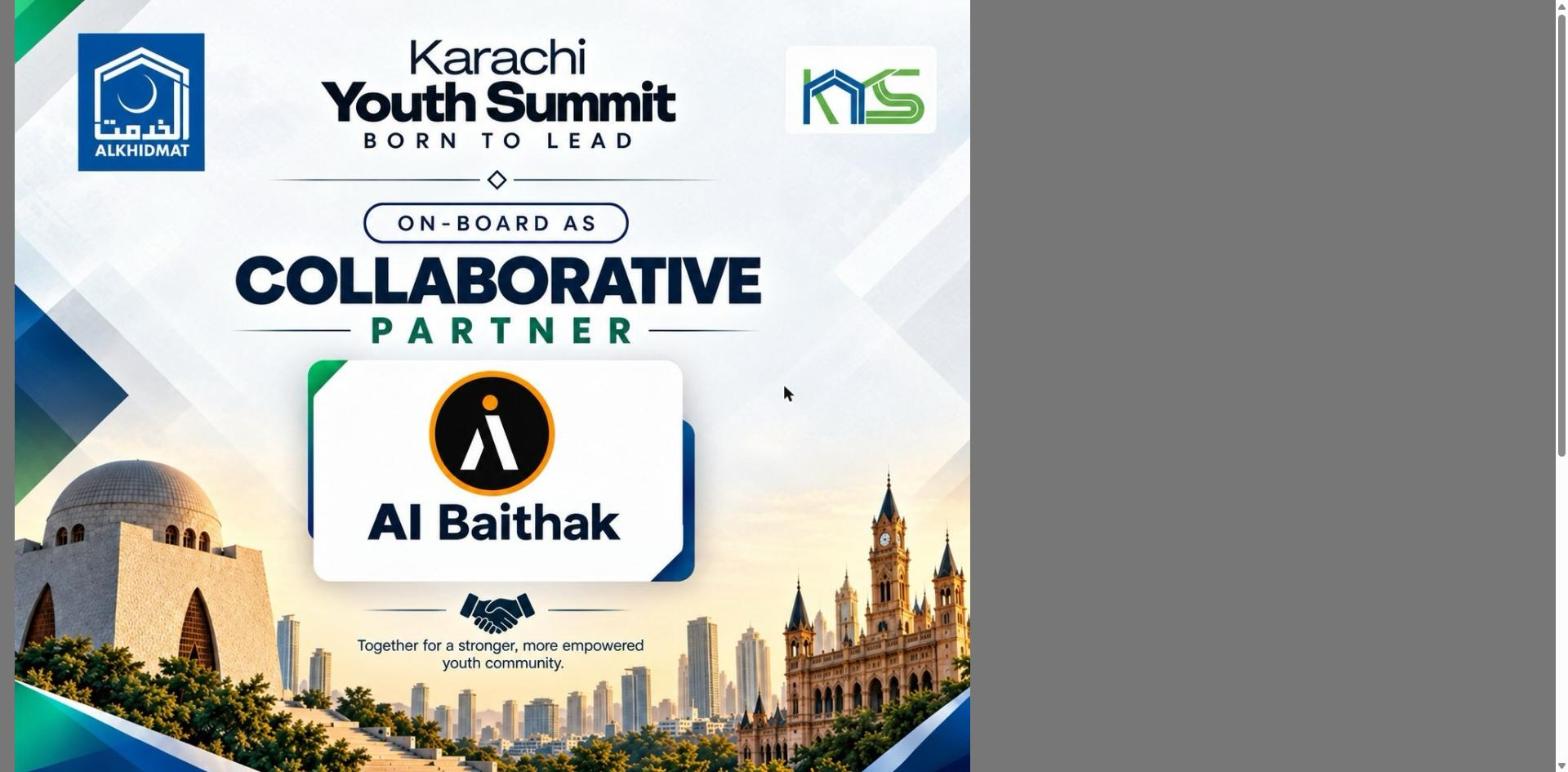 Karachi
Youth Summit
BORN TO LEAD
الخدمت
ALKHIDMAT
KYS
ON-BOARD AS
COLLABORATIVE
PARTNER
AI Baithak
Together for a stronger, more empowered
youth community.